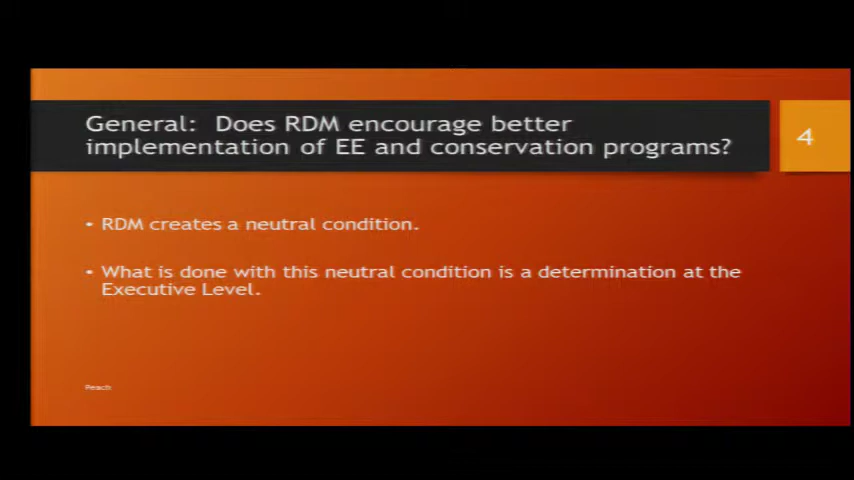 General: Does RDM encourage better
implementation of EE and conservation programs?
4
• RDM creates a neutral condition.
• What is done with this neutral condition is a determination at the
Executive Level.
Peach